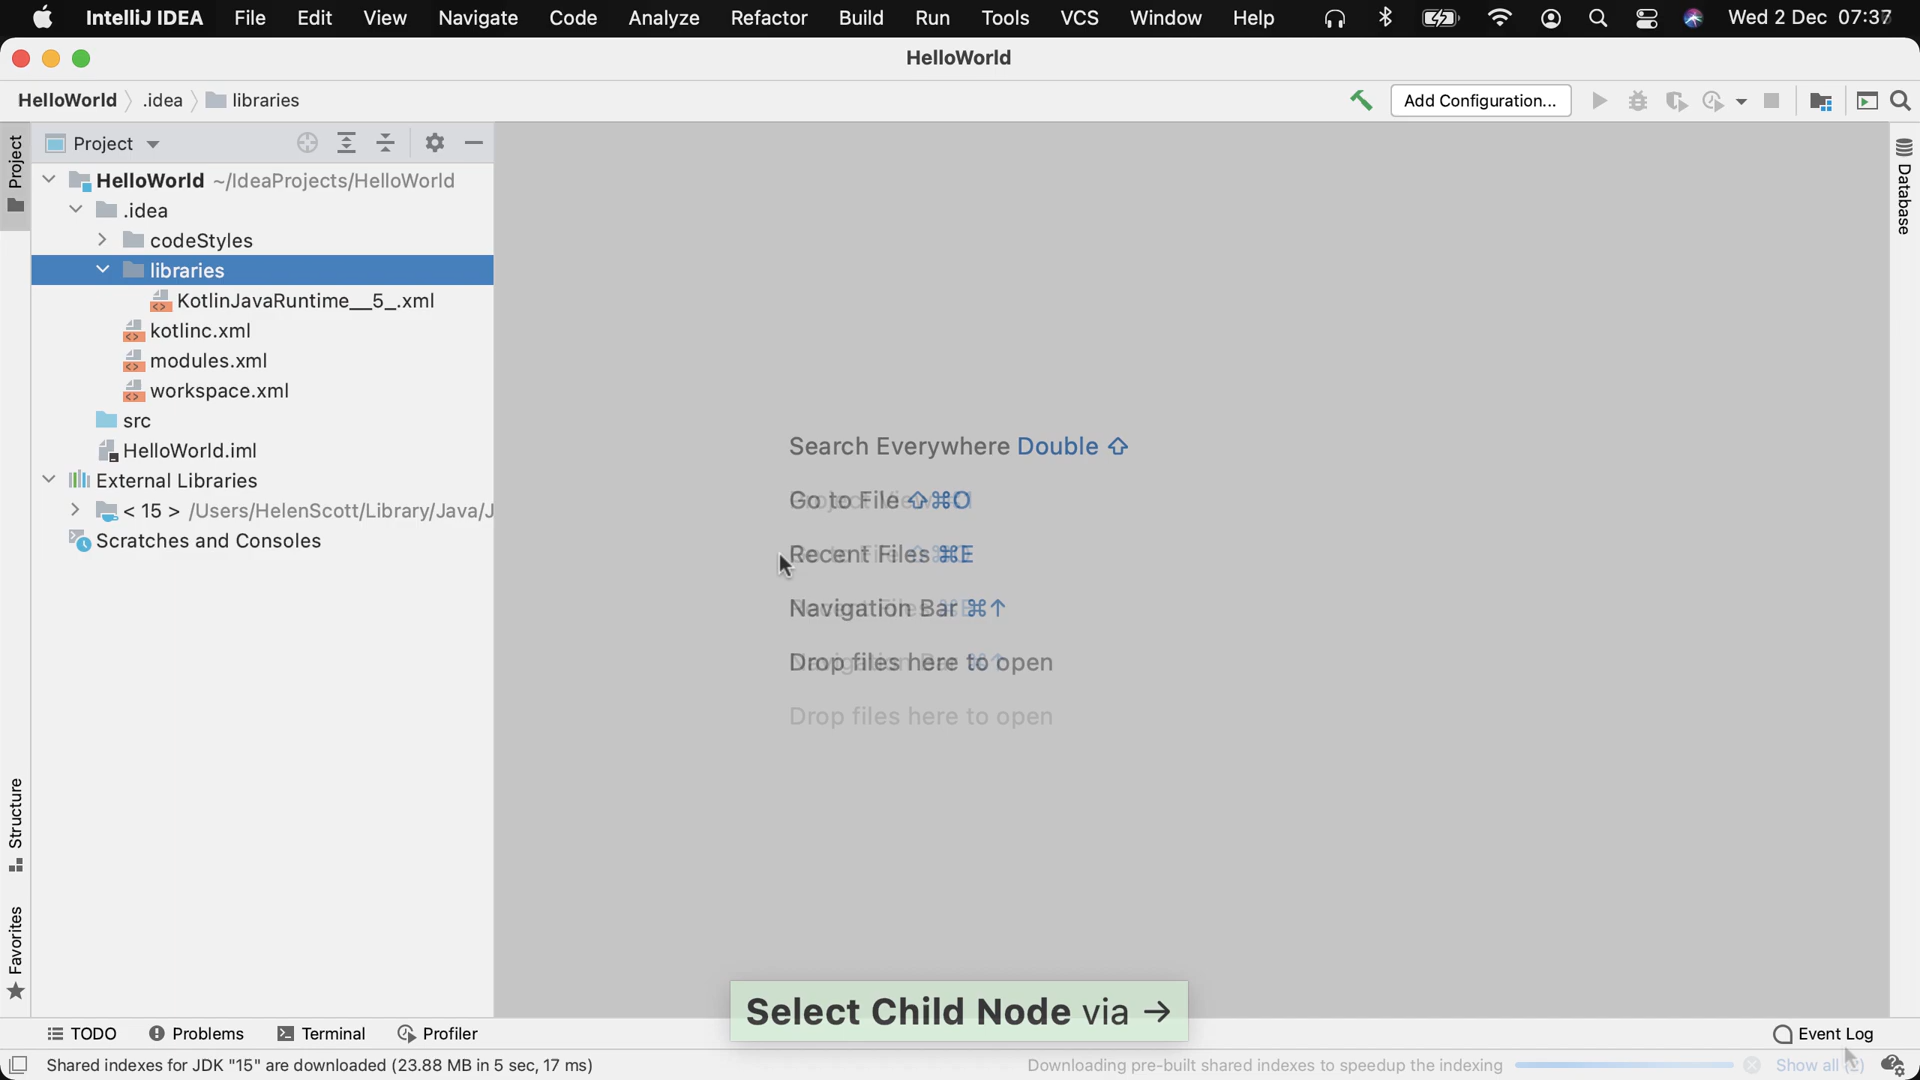 IntelliJ IDEA File Edit View Navigate Code Analyze Refactor Build Run Tools VCS Window Help Wed 2 Dec 07:37
HelloWorld
HelloWorld .idea libraries Add Configuration...
Project
Project
HelloWorld ~/IdeaProjects/HelloWorld
.idea
codeStyles
libraries
KotlinJavaRuntime__5_.xml
kotlinc.xml
modules.xml
workspace.xml
src
HelloWorld.iml
External Libraries
< 15 > /Users/HelenScott/Library/Java/J
Scratches and Consoles
Structure
Favorites
Search Everywhere Double ⇧
Go to File ⇧⌘O
Recent Files ⌘E
Navigation Bar ⌘↑
Drop files here to open
Drop files here to open
Database
Select Child Node via →
TODO Problems Terminal Profiler Event Log
Shared indexes for JDK "15" are downloaded (23.88 MB in 5 sec, 17 ms) Downloading pre-built shared indexes to speedup the indexing Show all